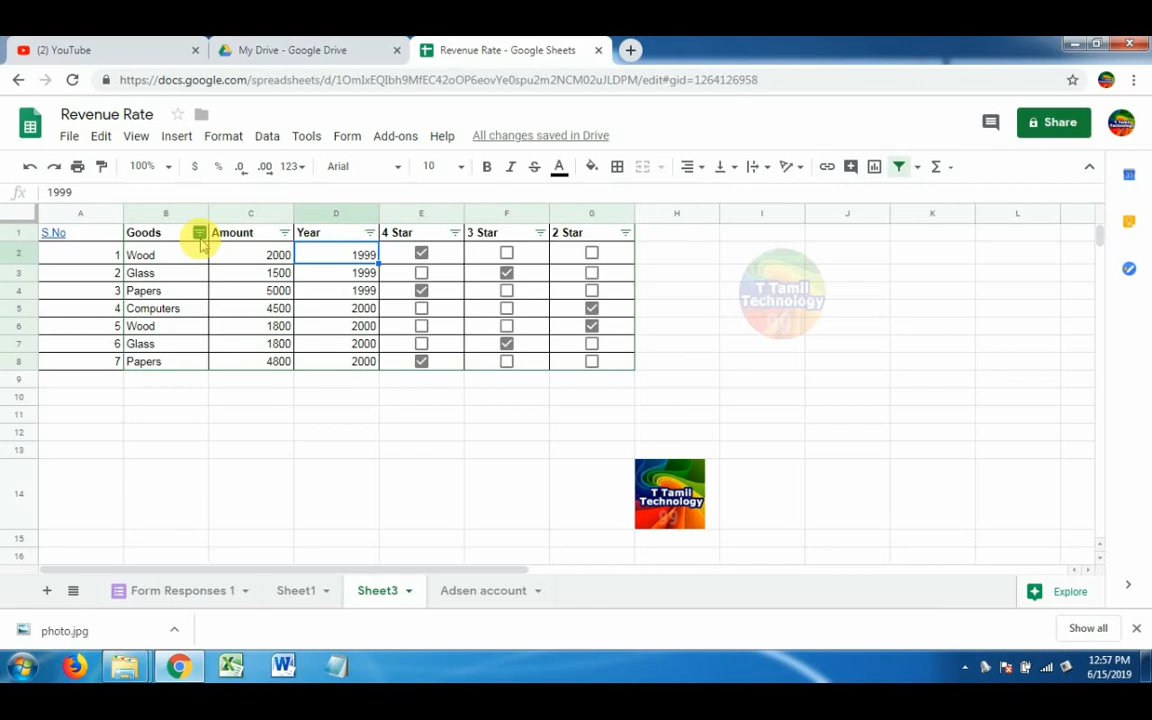 (2) YouTube
My Drive - Google Drive
Revenue Rate - Google Sheets
https://docs.google.com/spreadsheets/d/1OmIxEQIbh9MfEC42oOP6eovYe0spu2m2NCM02uJLDPM/edit#gid=1264126958
Revenue Rate
File Edit View Insert Format Data Tools Form Add-ons Help All changes saved in Drive
Share
100% $ % .0 .00 123 Arial 10 B I S A Σ
fx 1999
A B C D E F G H I J K L
1 S.No Goods Amount Year 4 Star 3 Star 2 Star
2 1 Wood 2000 1999
3 2 Glass 1500 1999
4 3 Papers 5000 1999
5 4 Computers 4500 2000
6 5 Wood 1800 2000
7 6 Glass 1800 2000
8 7 Papers 4800 2000
9
10
11
12
13
14
15
16
T Tamil
Technology
T Tamil
Technology
Form Responses 1 Sheet1 Sheet3 Adsen account
Explore
photo.jpg
Show all
12:57 PM
6/15/2019